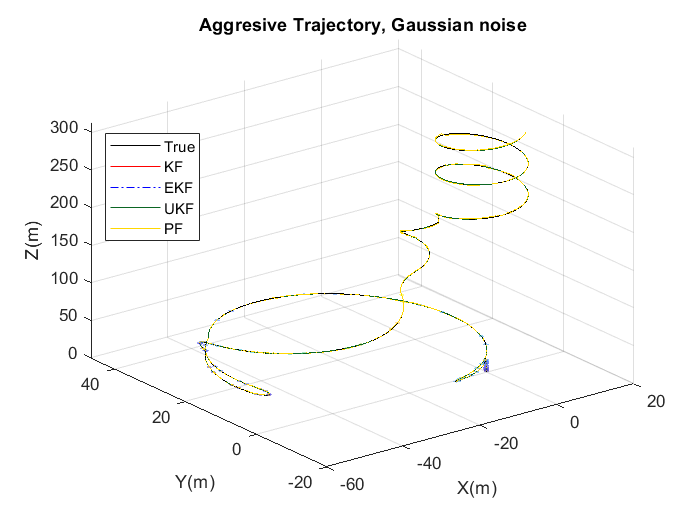 Aggresive Trajectory, Gaussian noise
300
250
200
150
100
50
0
Z(m)
True
KF
EKF
UKF
PF
40
20
0
-20
Y(m)
-60
-40
-20
0
20
X(m)